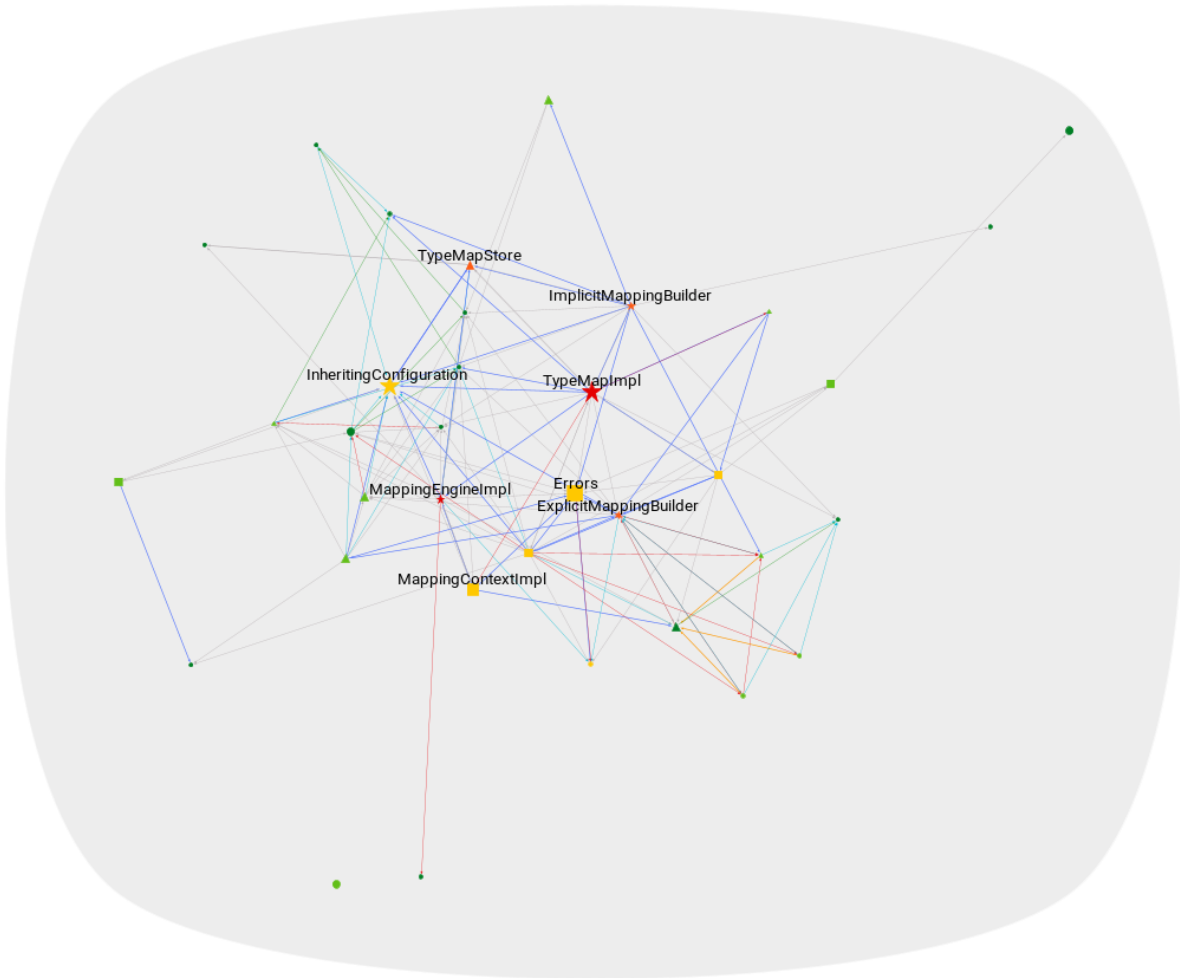 TypeMapStore
ImplicitMappingBuilder
InheritingConfiguration
TypeMapImpl
Errors
MappingEngineImpl
ExplicitMappingBuilder
MappingContextImpl